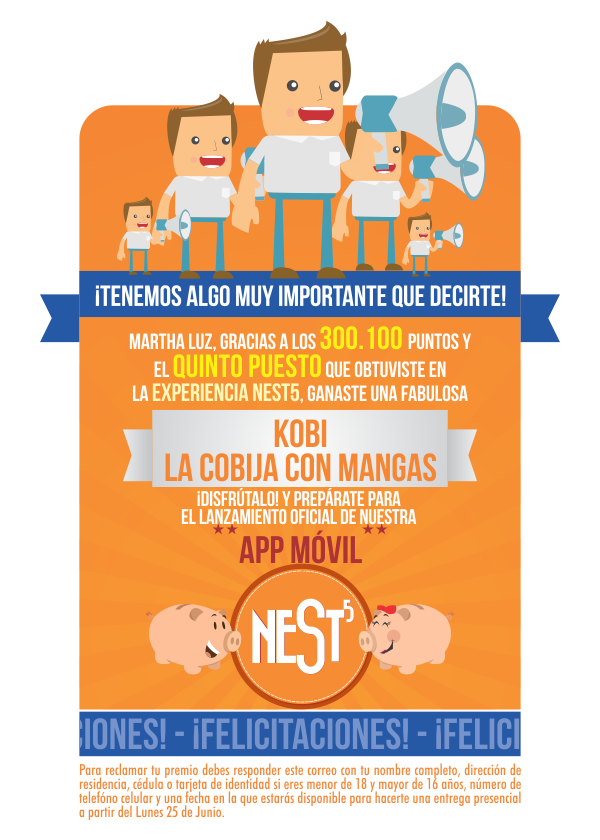 ¡TENEMOS ALGO MUY IMPORTANTE QUE DECIRTE!
MARTHA LUZ, GRACIAS A LOS 300.100 PUNTOS Y
EL QUINTO PUESTO QUE OBTUVISTE EN
LA EXPERIENCIA NEST5, GANASTE UNA FABULOSA
KOBI
LA COBIJA CON MANGAS
¡DISFRÚTALO! Y PREPÁRATE PARA
EL LANZAMIENTO OFICIAL DE NUESTRA
APP MÓVIL
NEST5
CIONES! - ¡FELICITACIONES! - ¡FELICI
Para reclamar tu premio debes responder este correo con tu nombre completo, dirección de
residencia, cédula o tarjeta de identidad si eres menor de 18 y mayor de 16 años, número de
telefóno celular y una fecha en la que estarás disponible para hacerte una entrega presencial
a partir del Lunes 25 de Junio.